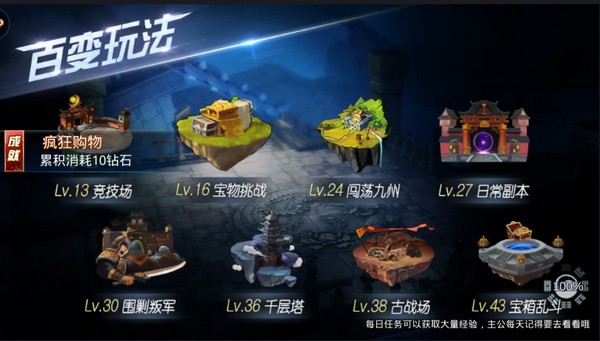 百变玩法
成就
疯狂购物
累积消耗10钻石
Lv.13 竞技场
Lv.16 宝物挑战
Lv.24 闯荡九州
Lv.27 日常副本
Lv.30 围剿叛军
Lv.36 千层塔
Lv.38 古战场
Lv.43 宝箱乱斗
100%
每日任务可以获取大量经验，主公每天记得要去看看哦